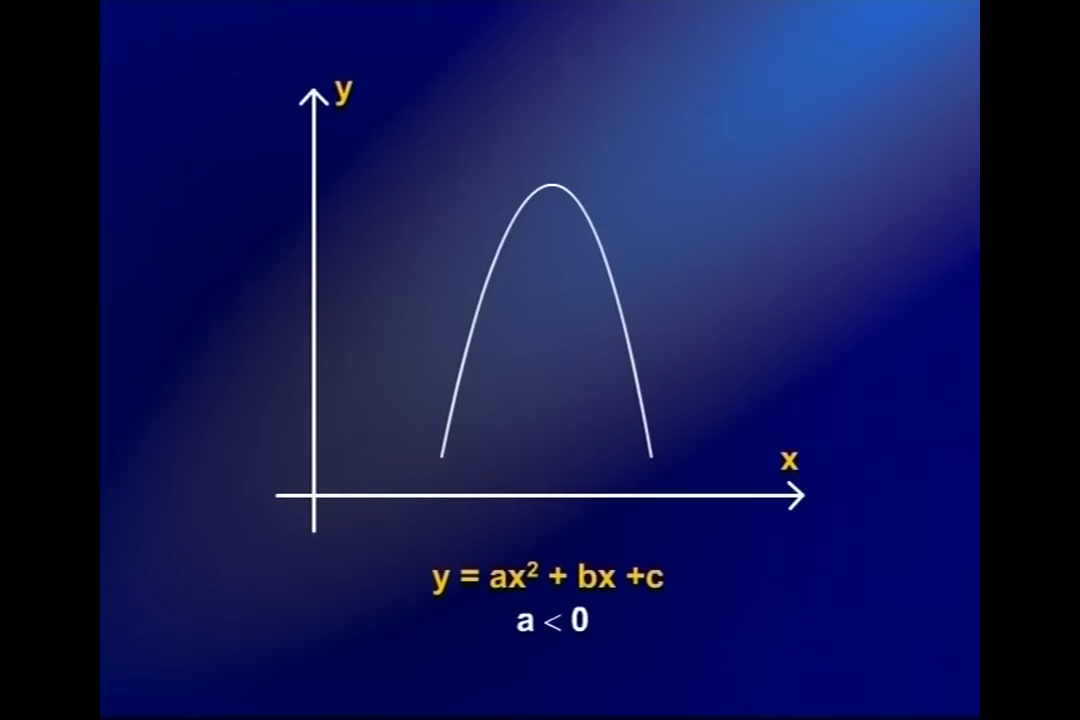 y
x
y = ax² + bx +c
a < 0